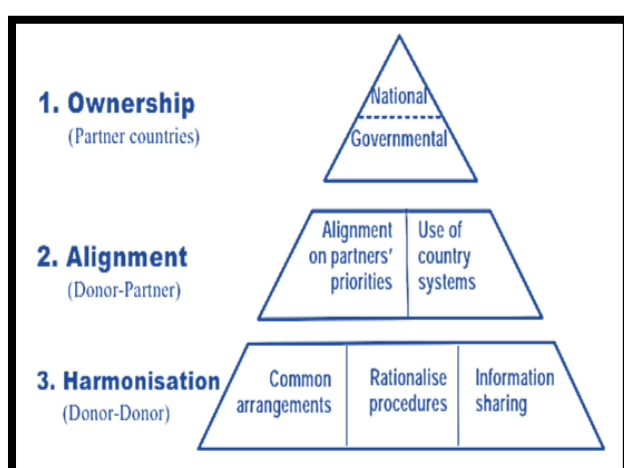 1. Ownership
(Partner countries)
National
Governmental
2. Alignment
(Donor-Partner)
Alignment
on partners'
priorities
Use of
country
systems
3. Harmonisation
(Donor-Donor)
Common
arrangements
Rationalise
procedures
Information
sharing